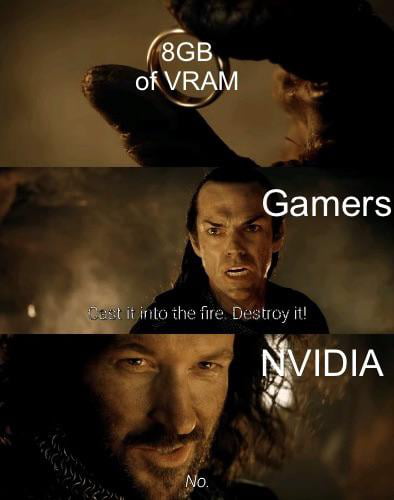 8GB
of VRAM
Gamers
Cast it into the fire. Destroy it!
NVIDIA
No.